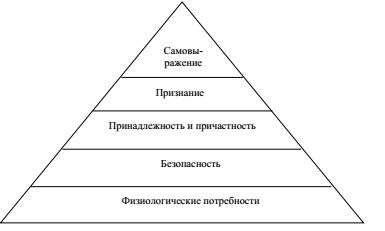 Самовы-
ражение
Признание
Принадлежность и причастность
Безопасность
Физиологические потребности